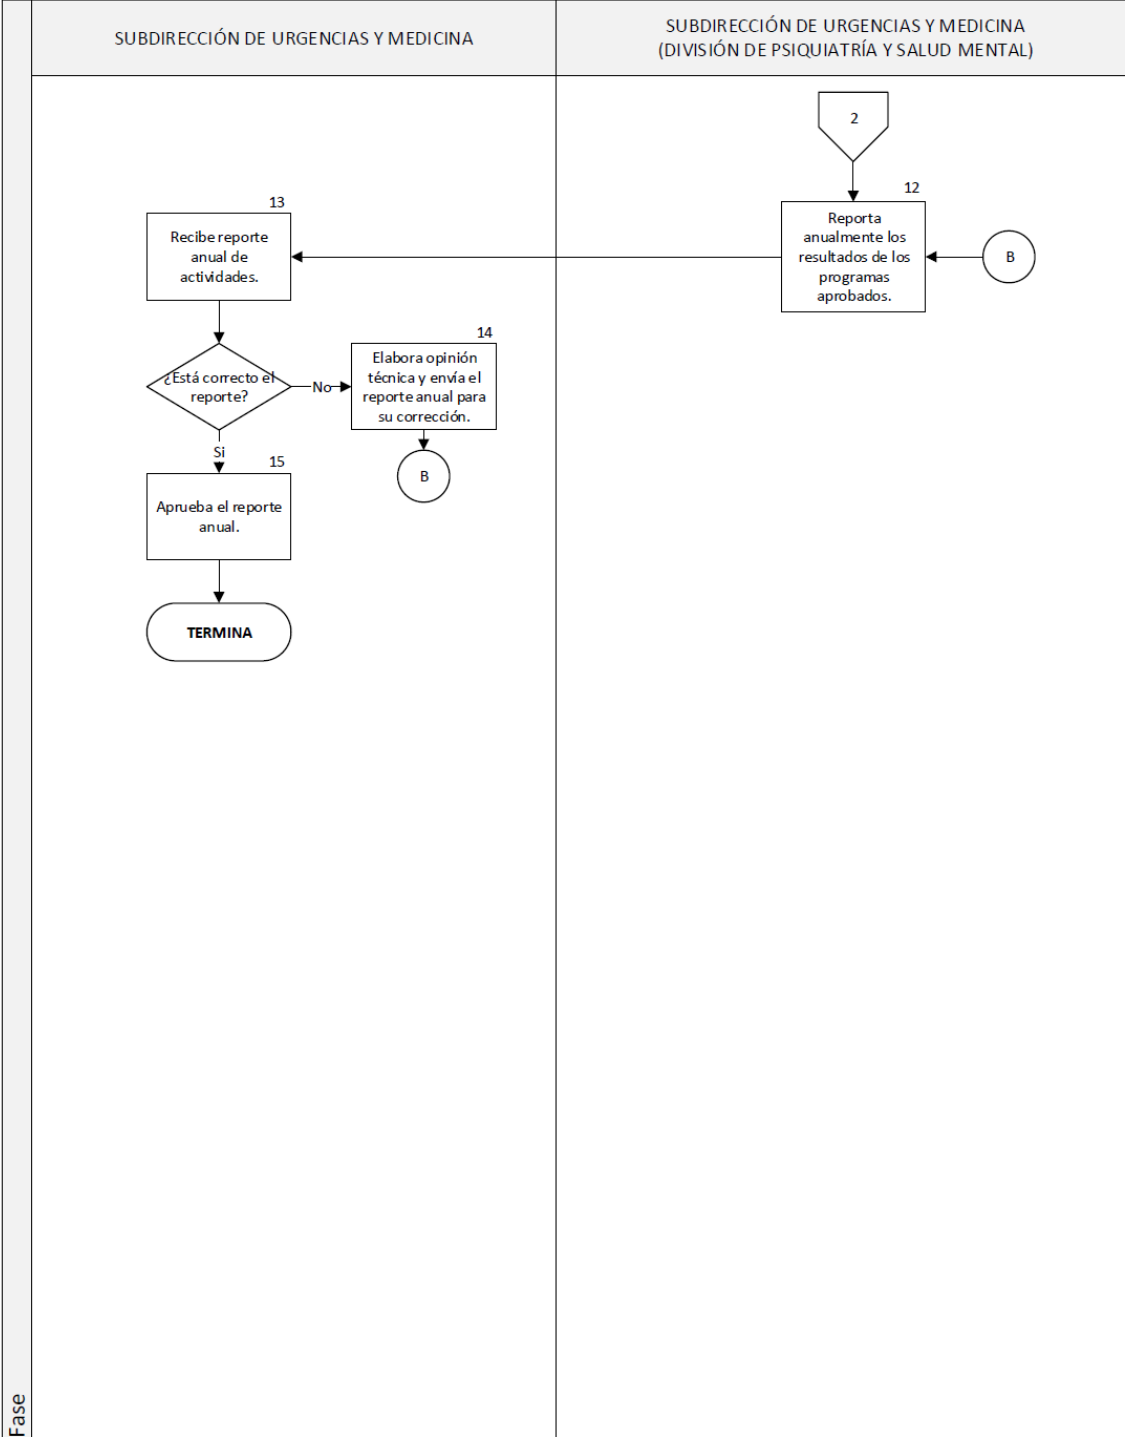 SUBDIRECCIÓN DE URGENCIAS Y MEDICINA
SUBDIRECCIÓN DE URGENCIAS Y MEDICINA
(DIVISIÓN DE PSIQUIATRÍA Y SALUD MENTAL)
2
12
Reporta
anualmente los
resultados de los
programas
aprobados.
B
13
Recibe reporte
anual de
actividades.
¿Está correcto el
reporte?
No
14
Elabora opinión
técnica y envía el
reporte anual para
su corrección.
B
Si
15
Aprueba el reporte
anual.
TERMINA
Fase